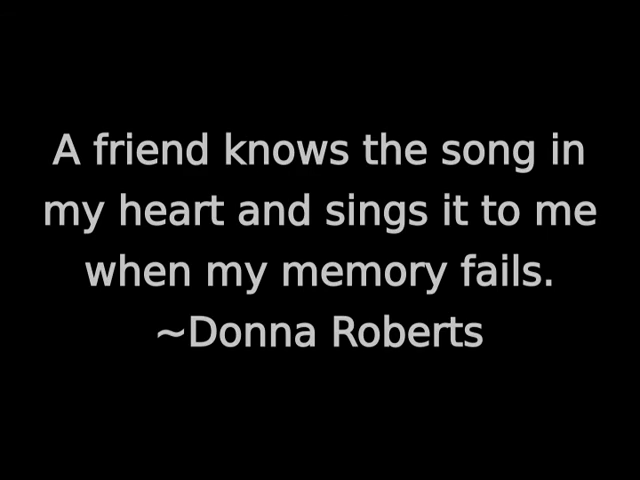 A friend knows the song in
my heart and sings it to me
when my memory fails.
~Donna Roberts